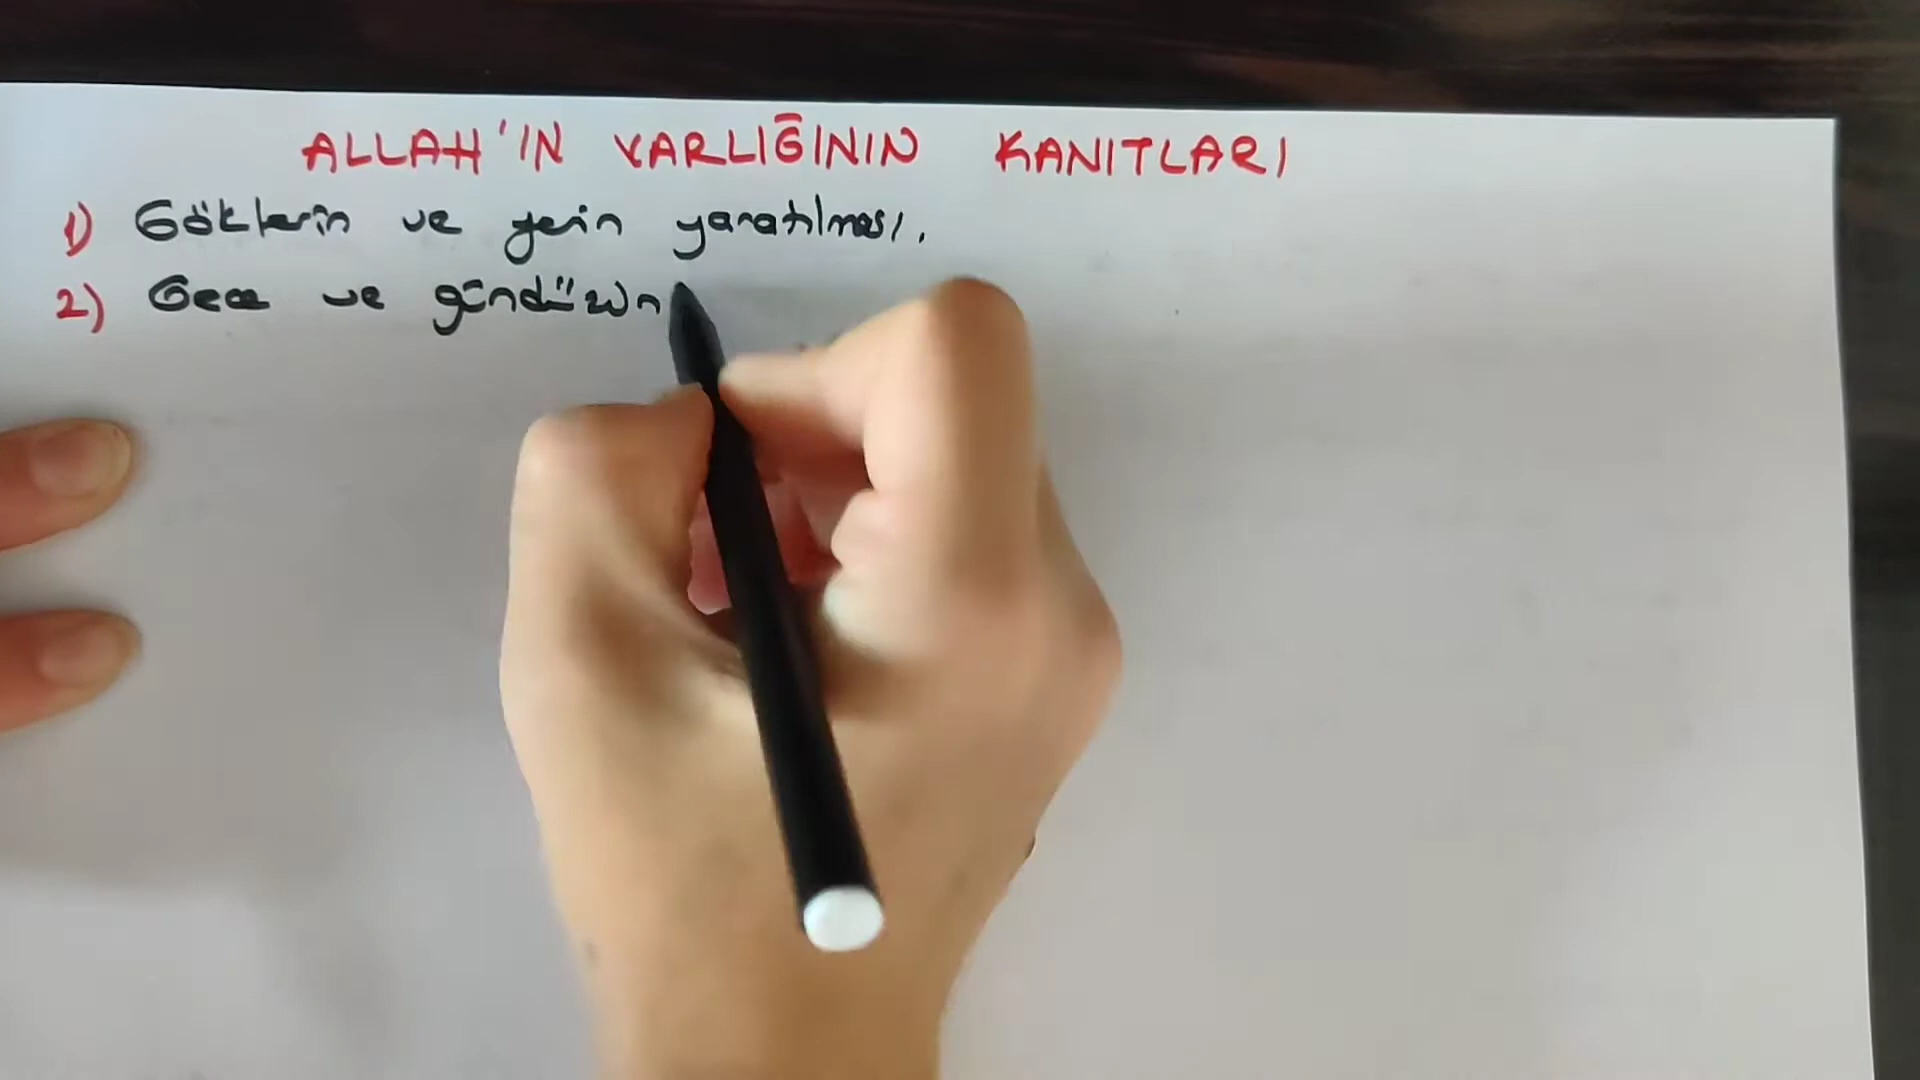 ALLAH'IN VARLIĞININ KANITLARI
1) Göklerin ve yerin yaratılması.
2) Gece ve gündüzün